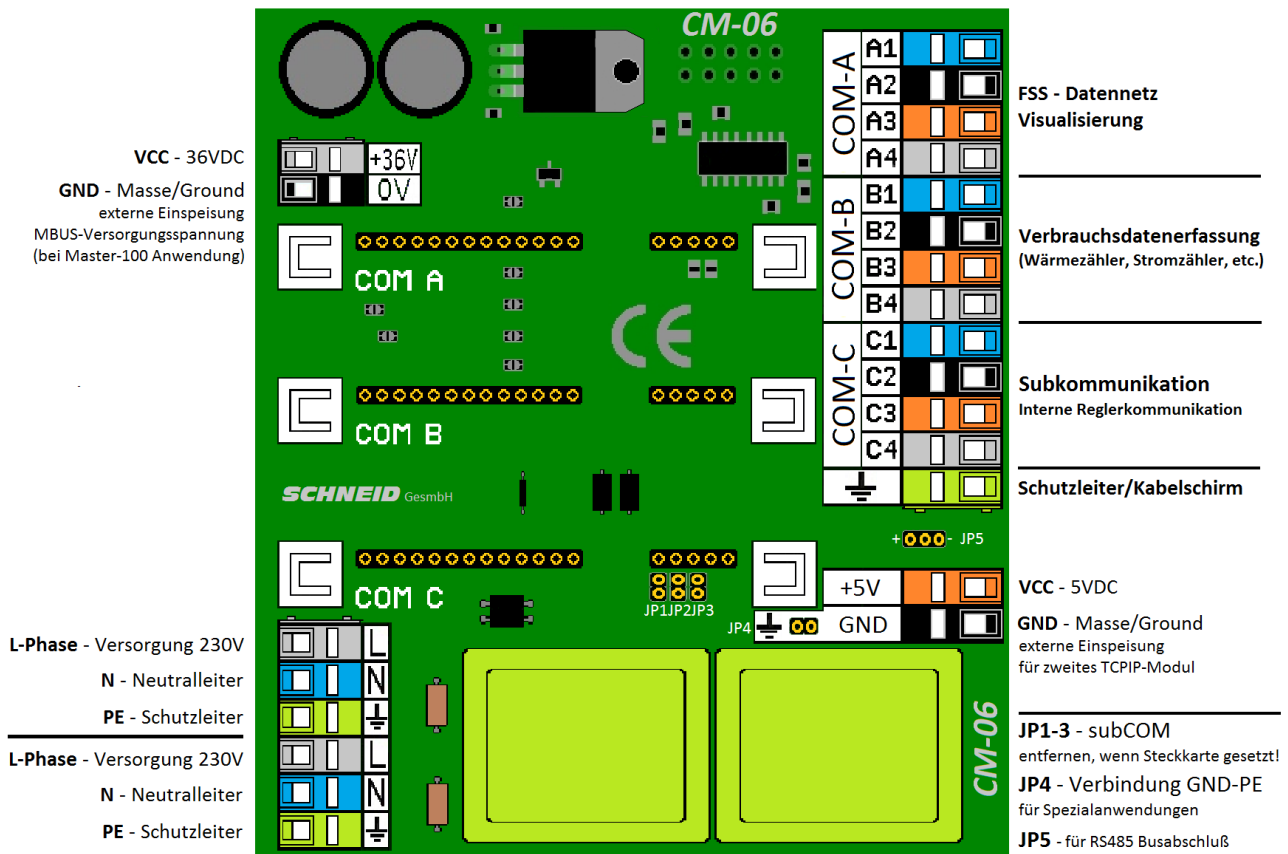 CM-06
VCC - 36VDC
GND - Masse/Ground
externe Einspeisung
MBUS-Versorgungsspannung
(bei Master-100 Anwendung)
+36V
0V
COM A
COM B
SCHNEID GesmbH
COM C
COM-A
A1
A2
A3
A4
COM-B
B1
B2
B3
B4
COM-C
C1
C2
C3
C4
FSS - Datennetz
Visualisierung
Verbrauchsdatenerfassung
(Wärmezähler, Stromzähler, etc.)
Subkommunikation
Interne Reglerkommunikation
Schutzleiter/Kabelschirm
+ - JP5
JP1JP2JP3
+5V
JP4 GND
VCC - 5VDC
GND - Masse/Ground
externe Einspeisung
für zweites TCPIP-Modul
L-Phase - Versorgung 230V
L
N - Neutralleiter
N
PE - Schutzleiter
L-Phase - Versorgung 230V
L
N - Neutralleiter
N
PE - Schutzleiter
CM-06
JP1-3 - subCOM
entfernen, wenn Steckkarte gesetzt!
JP4 - Verbindung GND-PE
für Spezialanwendungen
JP5 - für RS485 Busabschluß